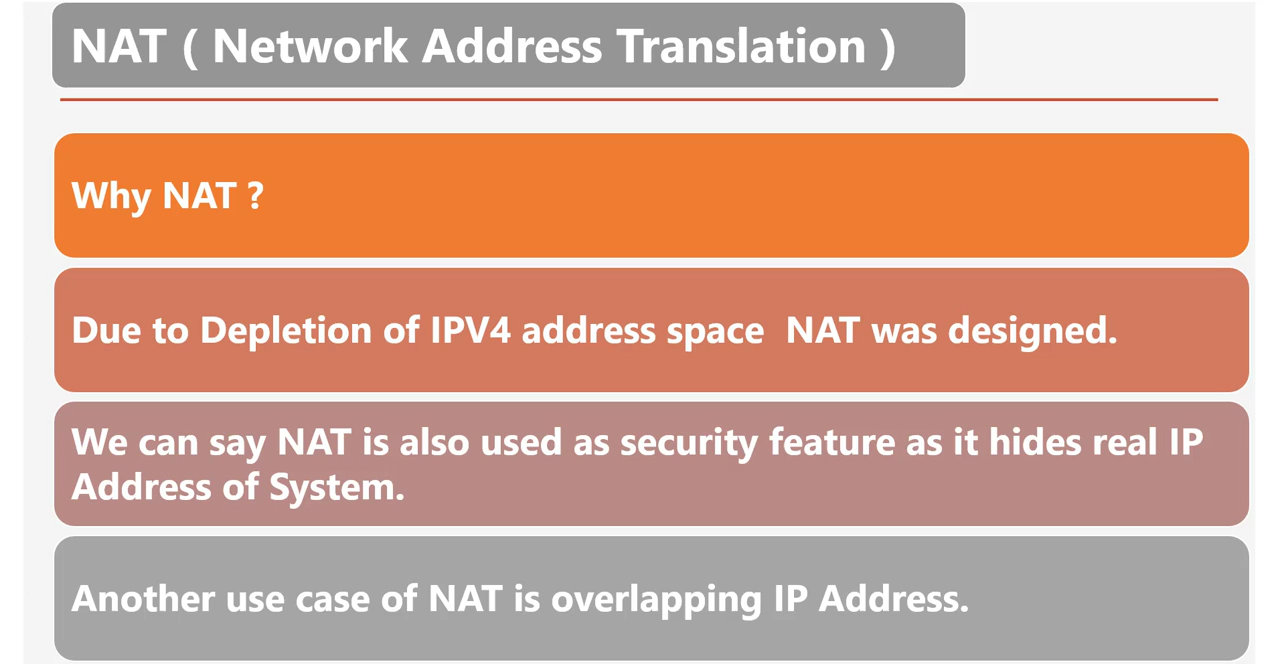 NAT ( Network Address Translation )
Why NAT ?
Due to Depletion of IPV4 address space  NAT was designed.
We can say NAT is also used as security feature as it hides real IP
Address of System.
Another use case of NAT is overlapping IP Address.